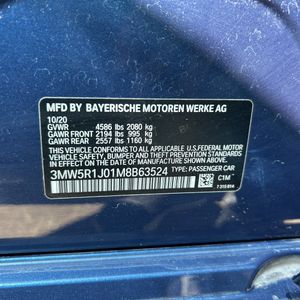 MFD BY BAYERISCHE MOTOREN WERKE AG
10/20
GVWR 4586 lbs 2080 kg
GAWR FRONT 2194 lbs 995 kg
GAWR REAR 2557 lbs 1160 kg
THIS VEHICLE CONFORMS TO ALL APPLICABLE FEDERAL
MOTOR VEHICLE SAFETY, BUMPER, AND THEFT PREVENTION STANDARDS
IN EFFECT ON THE DATE OF MANUFACTURE SHOWN ABOVE.
3MW5R1J01M8B63524 TYPE: PASSENGER CAR
C1M